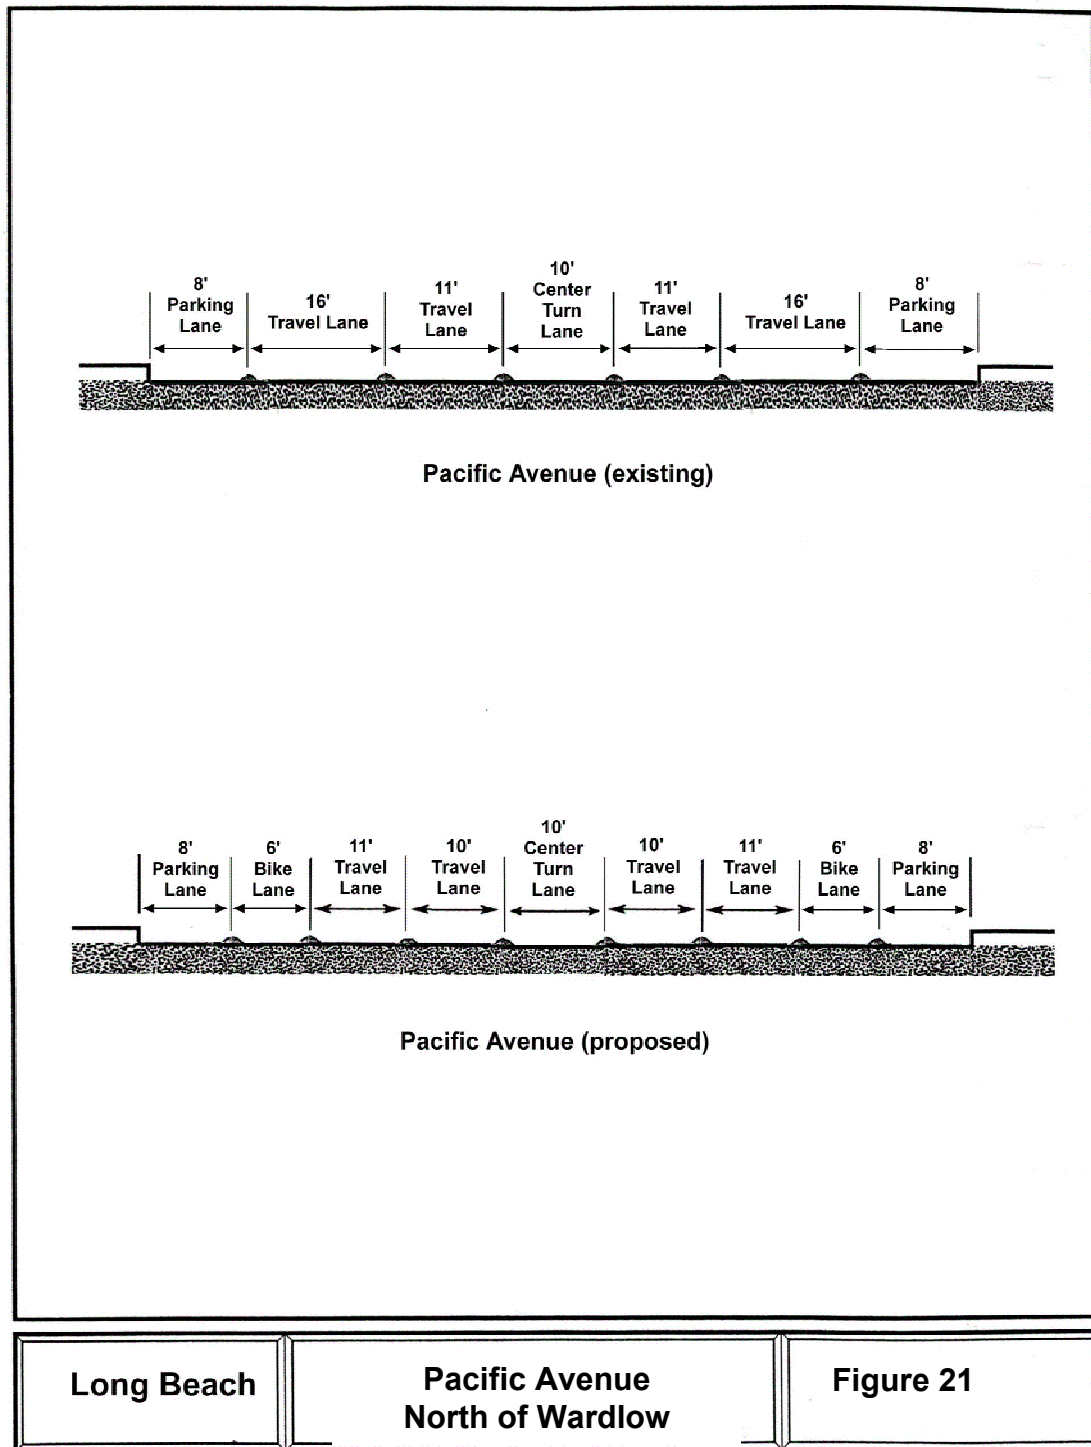 8'
Parking
Lane
16'
Travel Lane
11'
Travel
Lane
10'
Center
Turn
Lane
11'
Travel
Lane
16'
Travel Lane
8'
Parking
Lane
Pacific Avenue (existing)
8'
Parking
Lane
6'
Bike
Lane
11'
Travel
Lane
10'
Travel
Lane
10'
Center
Turn
Lane
10'
Travel
Lane
11'
Travel
Lane
6'
Bike
Lane
8'
Parking
Lane
Pacific Avenue (proposed)
Long Beach
Pacific Avenue
North of Wardlow
Figure 21